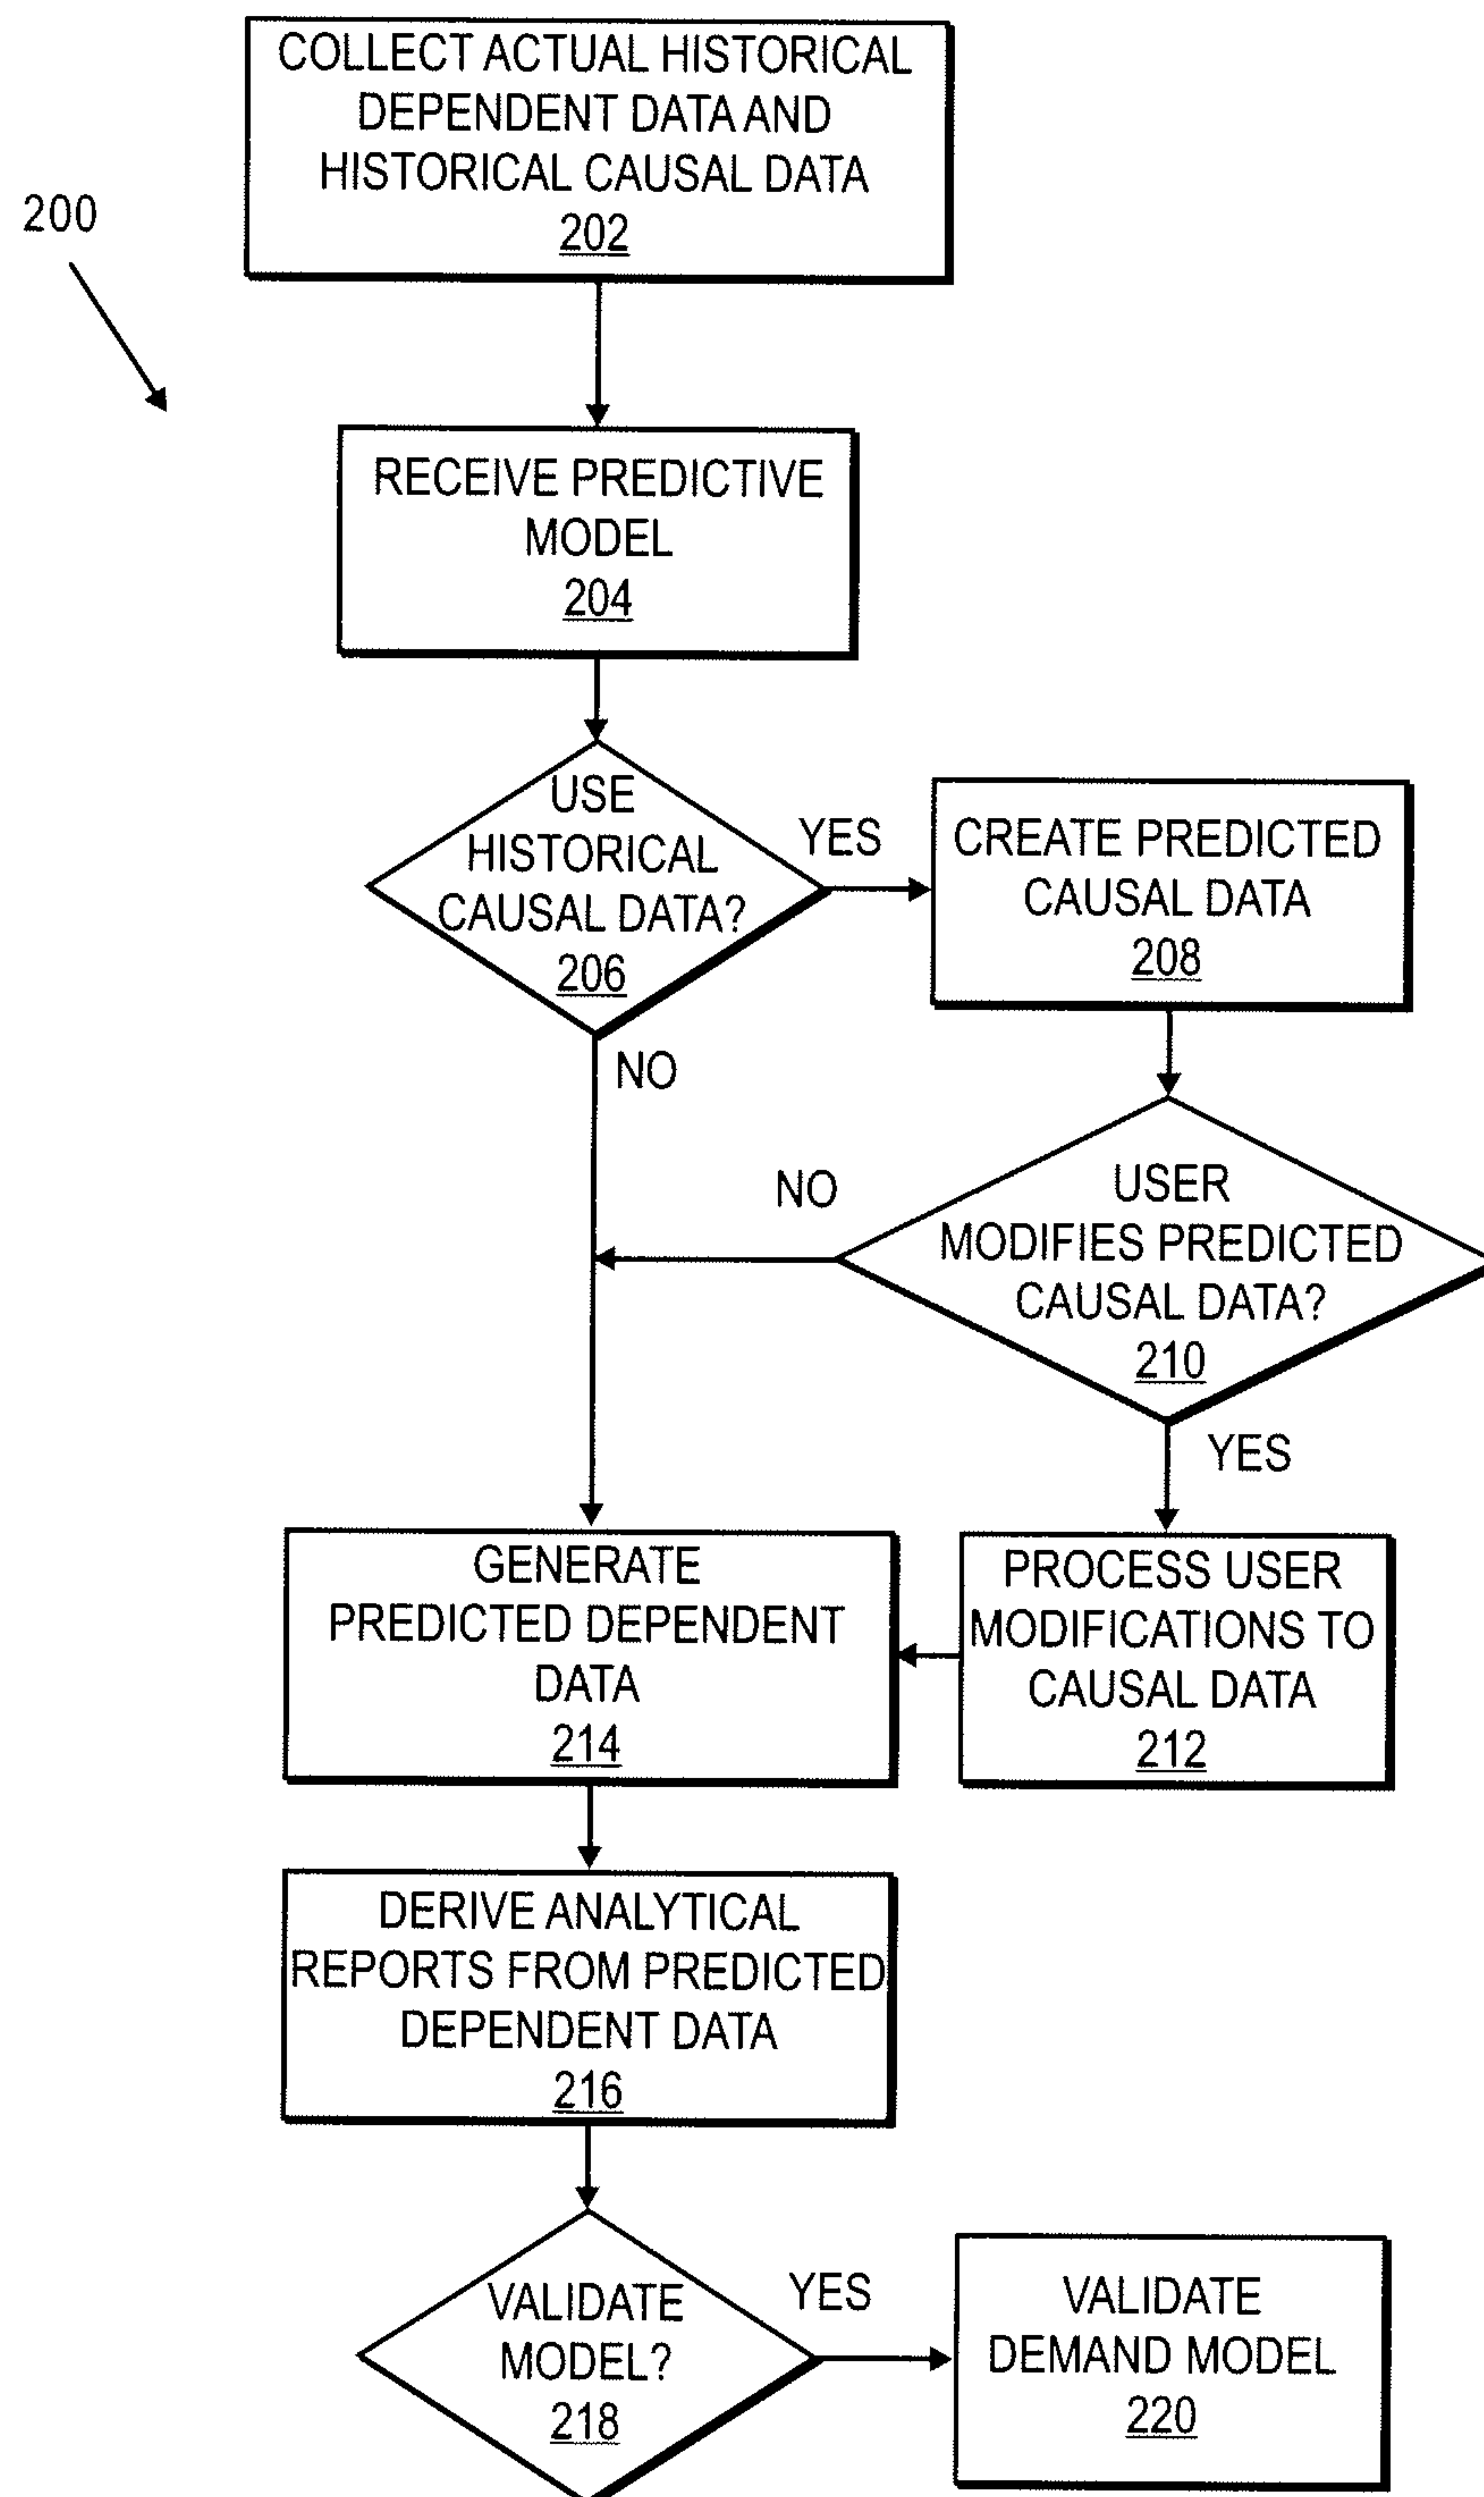 COLLECT ACTUAL HISTORICAL
DEPENDENT DATA AND
HISTORICAL CAUSAL DATA
202
200
RECEIVE PREDICTIVE
MODEL
204
USE
HISTORICAL
CAUSAL DATA?
206
YES
CREATE PREDICTED
CAUSAL DATA
208
NO
USER
MODIFIES PREDICTED
CAUSAL DATA?
210
NO
YES
PROCESS USER
MODIFICATIONS TO
CAUSAL DATA
212
GENERATE
PREDICTED DEPENDENT
DATA
214
DERIVE ANALYTICAL
REPORTS FROM PREDICTED
DEPENDENT DATA
216
VALIDATE
MODEL?
218
YES
VALIDATE
DEMAND MODEL
220